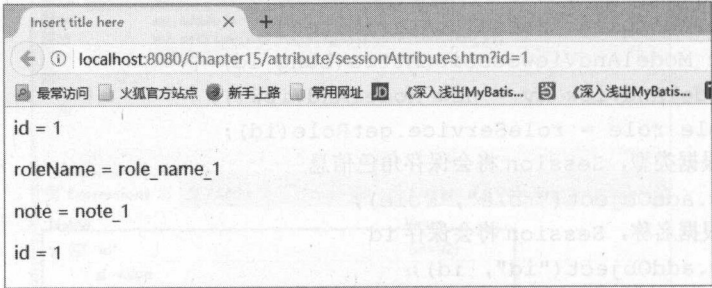 Insert title here × +
localhost:8080/Chapter15/attribute/sessionAttributes.htm?id=1
最常访问 火狐官方站点 新手上路 常用网址 JD 《深入浅出MyBatis... 《深入浅出MyBatis...
id = 1
roleName = role_name_1
note = note_1
id = 1